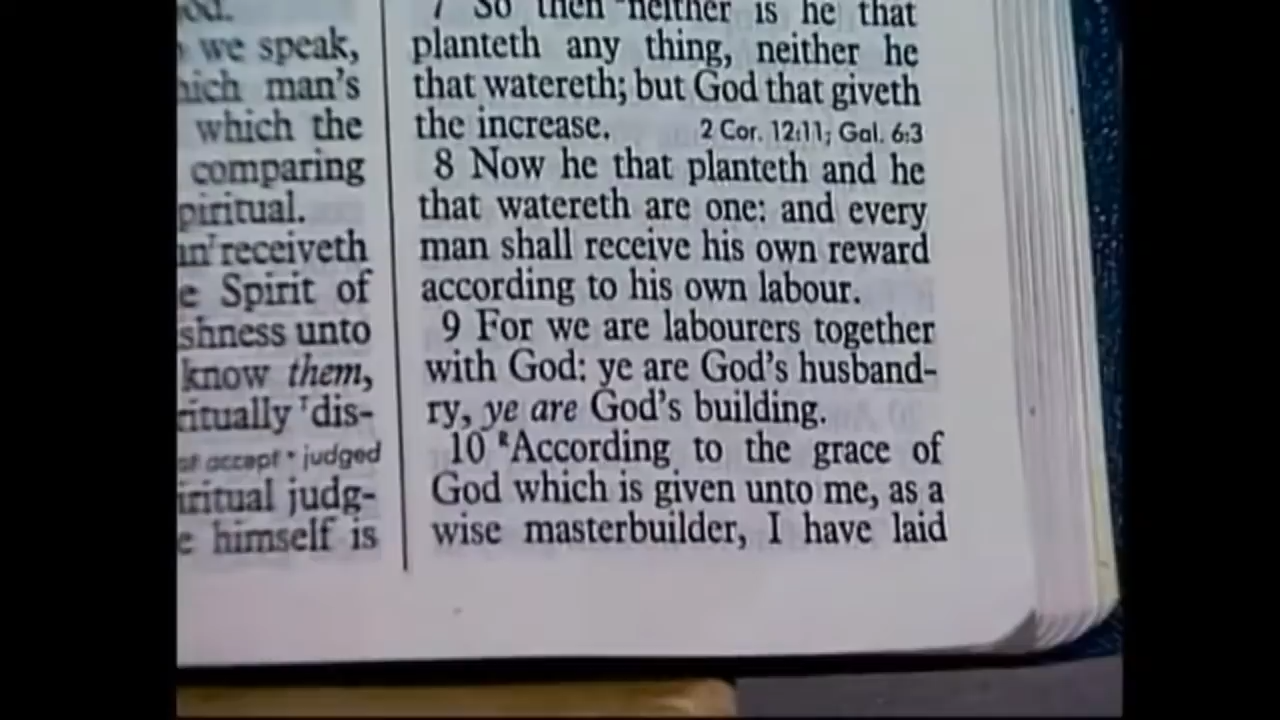 we speak,
man's
which the
comparing
receiveth
Spirit of
unto
know them,
'dis-
accept * judged
judg-
himself is
7 So then neither is he that
planteth any thing, neither he
that watereth; but God that giveth
the increase. 2 Cor. 12:11; Gal. 6:3
8 Now he that planteth and he
that watereth are one: and every
man shall receive his own reward
according to his own labour.
9 For we are labourers together
with God: ye are God's husband-
ry, ye are God's building.
10 ᴿAccording to the grace of
God which is given unto me, as a
wise masterbuilder, I have laid